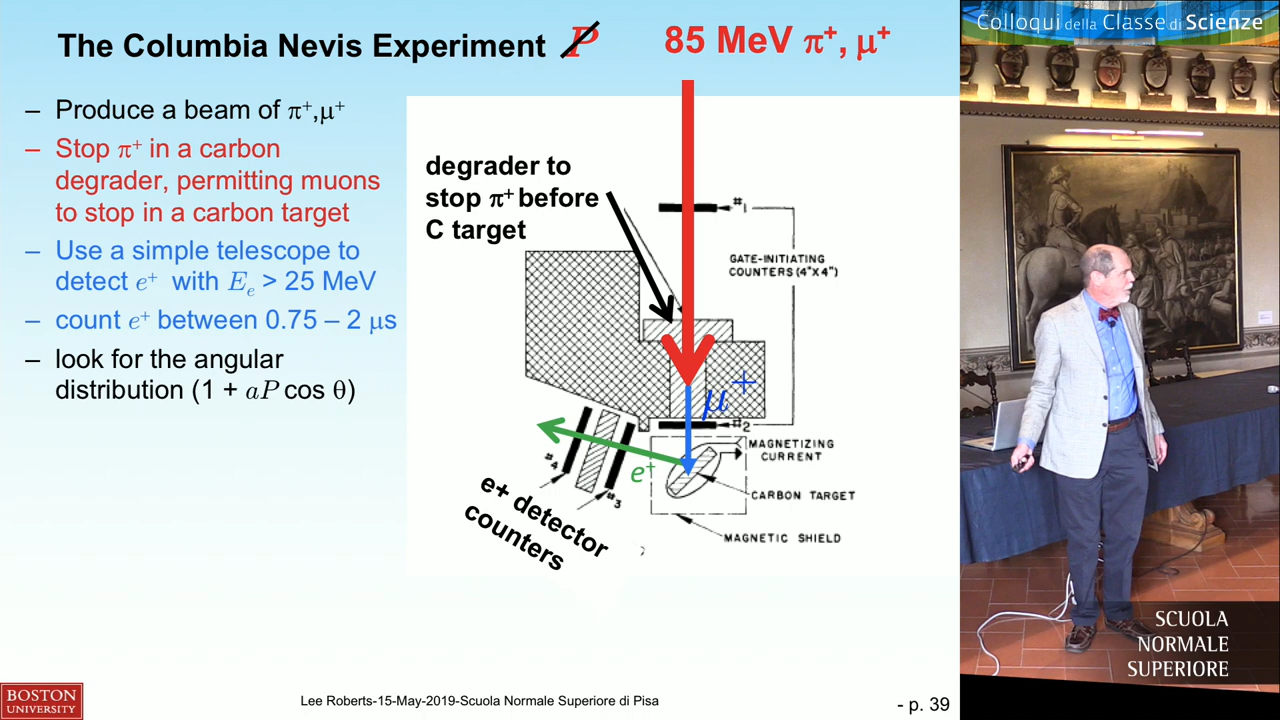 The Columbia Nevis Experiment P
85 MeV π⁺, μ⁺
– Produce a beam of π⁺,μ⁺
– Stop π⁺ in a carbon
degrader, permitting muons
to stop in a carbon target
– Use a simple telescope to
detect e⁺ with Eₑ > 25 MeV
– count e⁺ between 0.75 – 2 μs
– look for the angular
distribution (1 + aP cos θ)
degrader to
stop π⁺ before
C target
#1
GATE-INITIATING
COUNTERS (4"X4")
μ⁺
#2
MAGNETIZING
CURRENT
e⁺
#4
#3
CARBON TARGET
e+ detector
counters
MAGNETIC SHIELD
BOSTON
UNIVERSITY
Lee Roberts-15-May-2019-Scuola Normale Superiore di Pisa
- p. 39
Colloqui della Classe di Scienze
SCUOLA
NORMALE
SUPERIORE